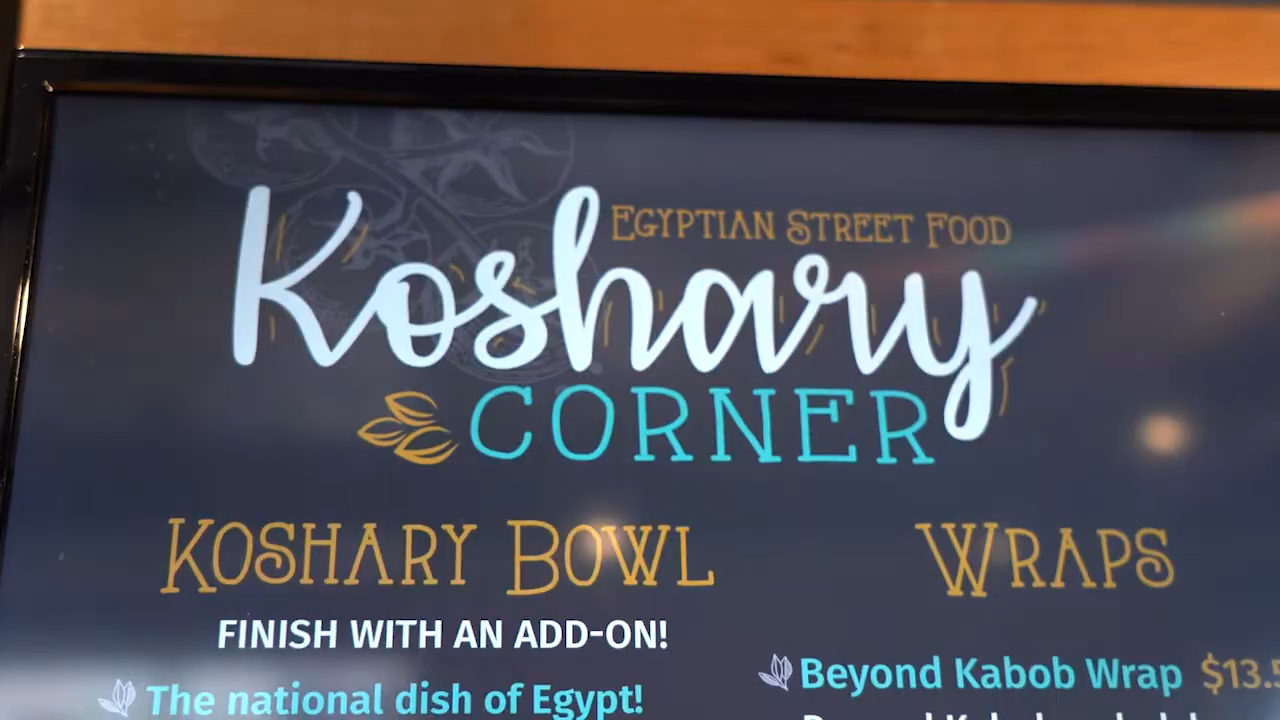 EGYPTIAN STREET FOOD
Koshary
CORNER
KOSHARY BOWL
FINISH WITH AN ADD-ON!
The national dish of Egypt!
WRAPS
Beyond Kabob Wrap